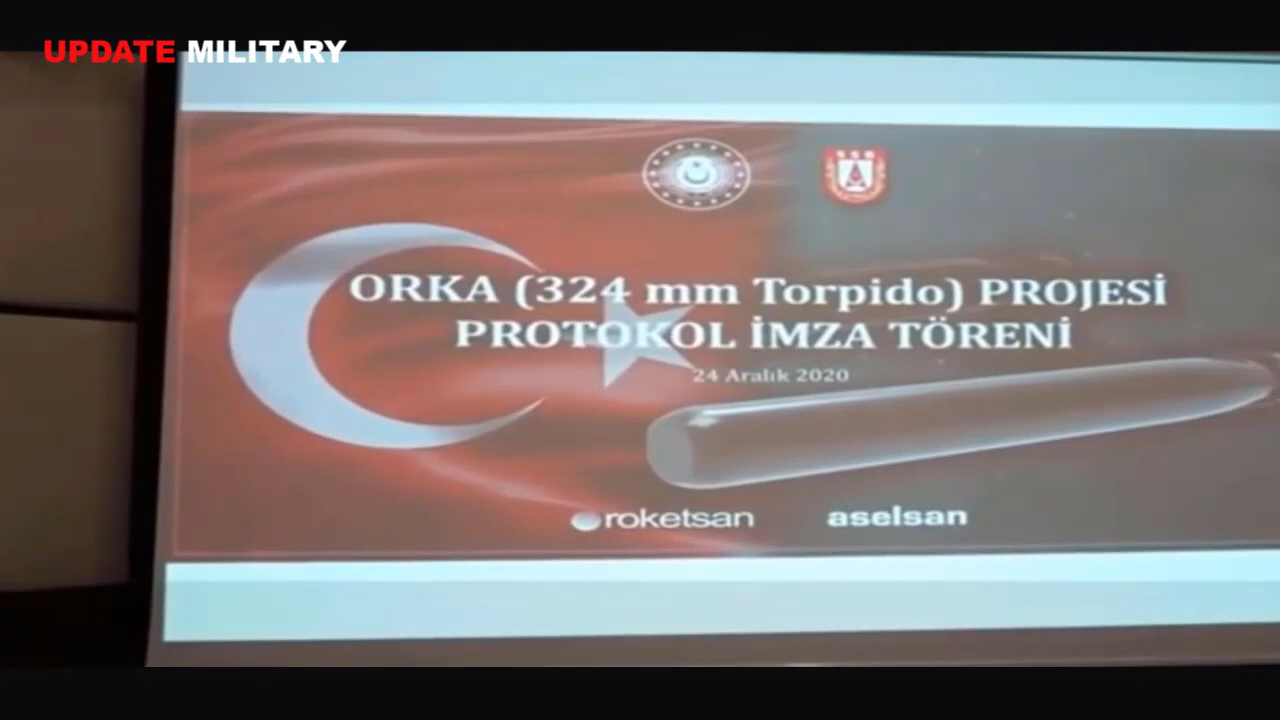 UPDATE MILITARY
ORKA (324 mm Torpido) PROJESİ
PROTOKOL İMZA TÖRENİ
24 Aralık 2020
roketsan
aselsan